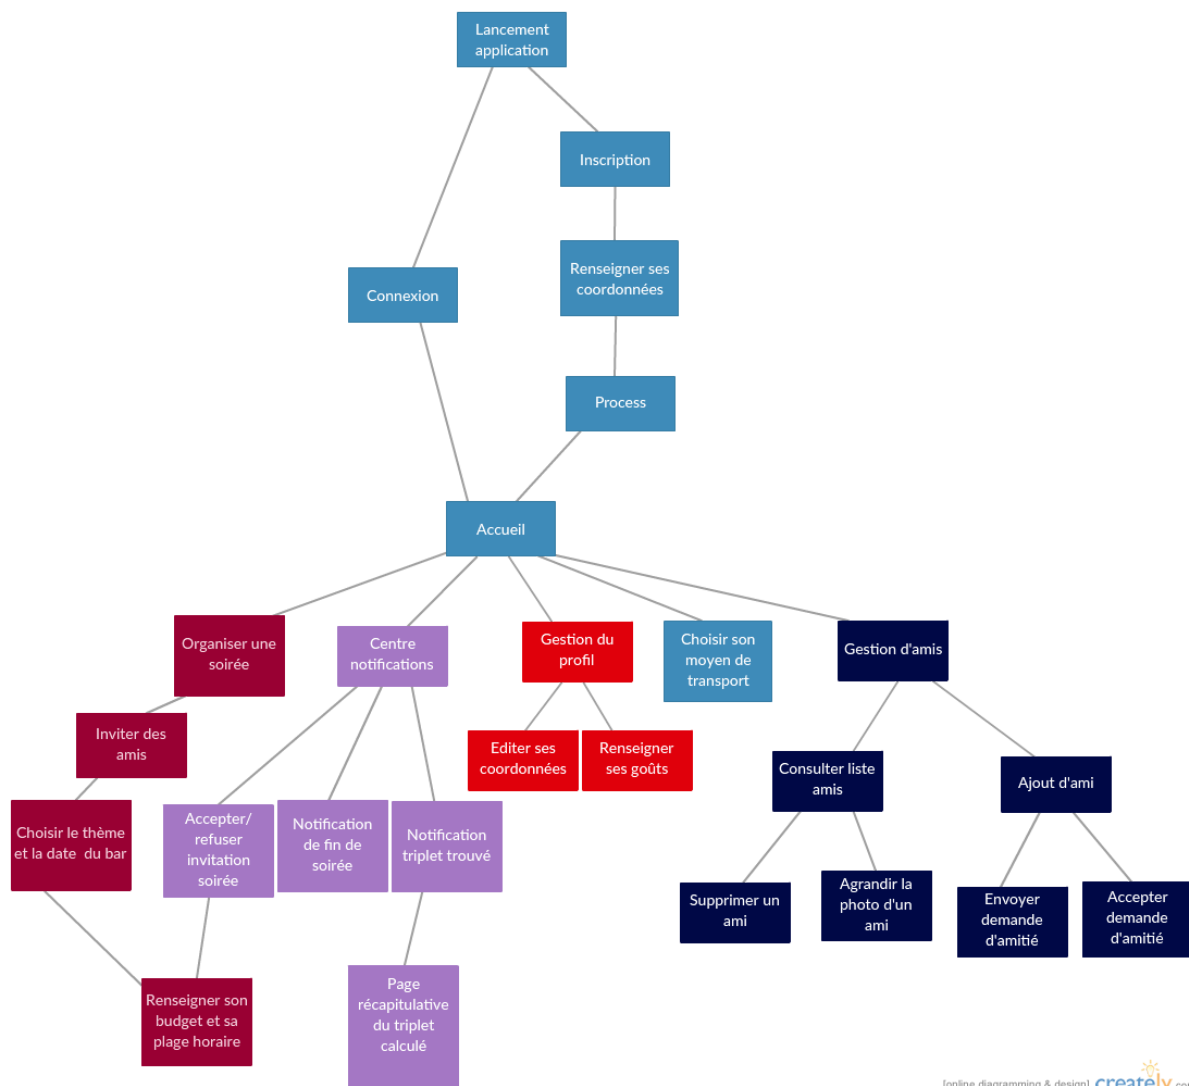 Lancement
application
Inscription
Renseigner ses
coordonnées
Connexion
Process
Accueil
Organiser une
soirée
Centre
notifications
Gestion du
profil
Choisir son
moyen de
transport
Gestion d'amis
Inviter des
amis
Editer ses
coordonnées
Renseigner
ses goûts
Consulter liste
amis
Ajout d'ami
Choisir le thème
et la date du bar
Accepter/
refuser
invitation
soirée
Notification
de fin de
soirée
Notification
triplet trouvé
Supprimer un
ami
Agrandir la
photo d'un
ami
Envoyer
demande
d'amitié
Accepter
demande
d'amitié
Renseigner son
budget et sa
plage horaire
Page
récapitulative
du triplet
calculé
[online diagramming & design] creately